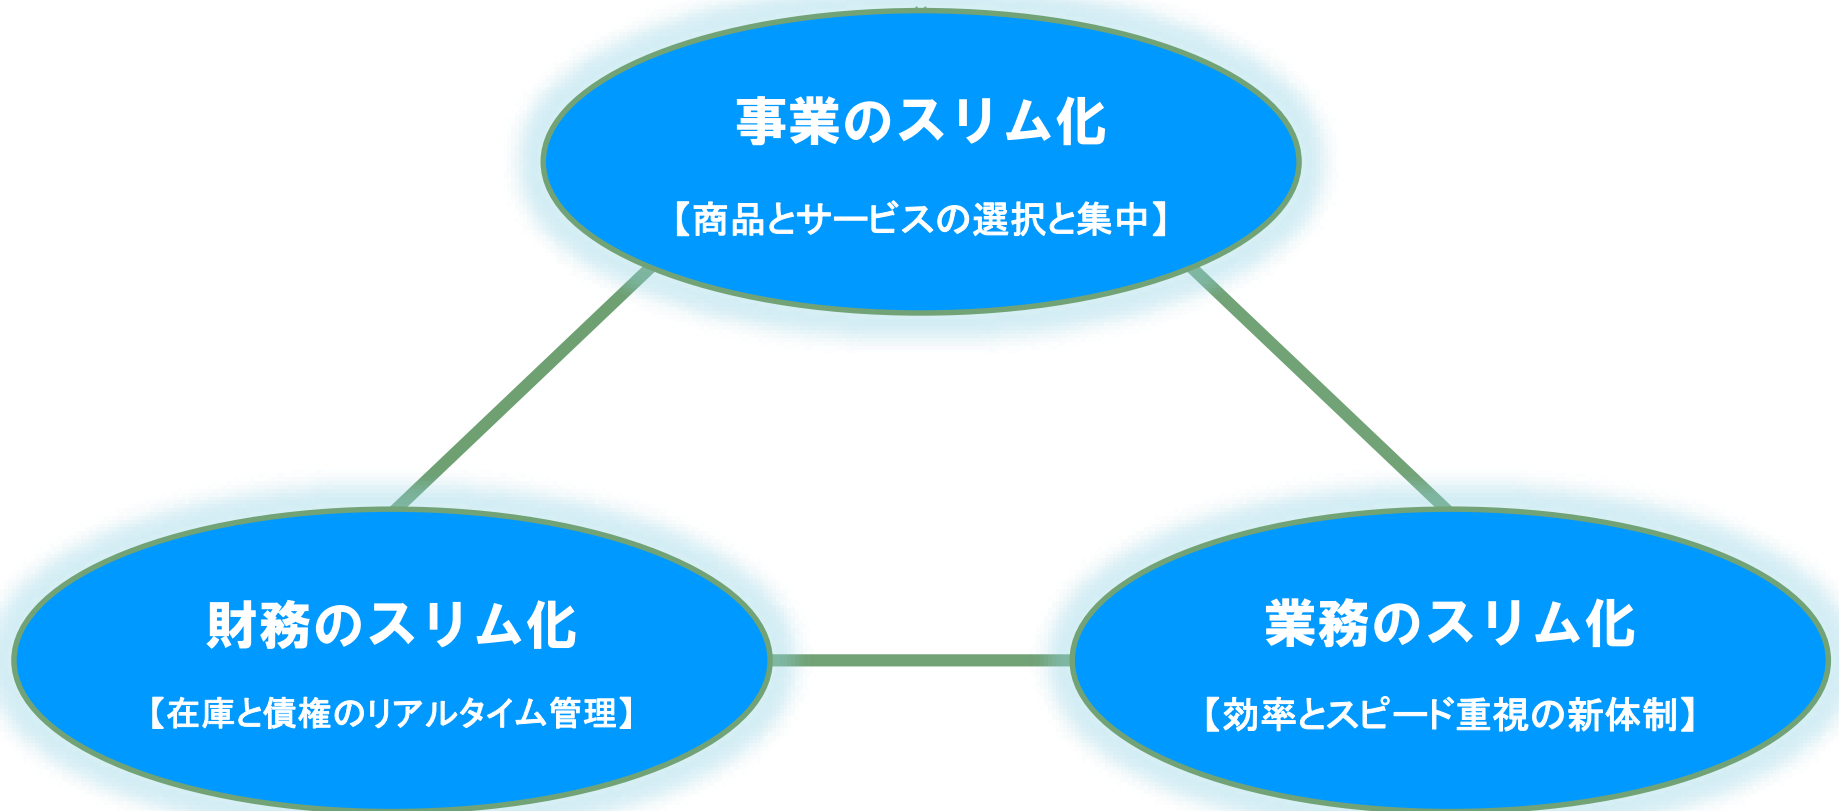 事業のスリム化
【商品とサービスの選択と集中】
財務のスリム化
【在庫と債権のリアルタイム管理】
業務のスリム化
【効率とスピード重視の新体制】